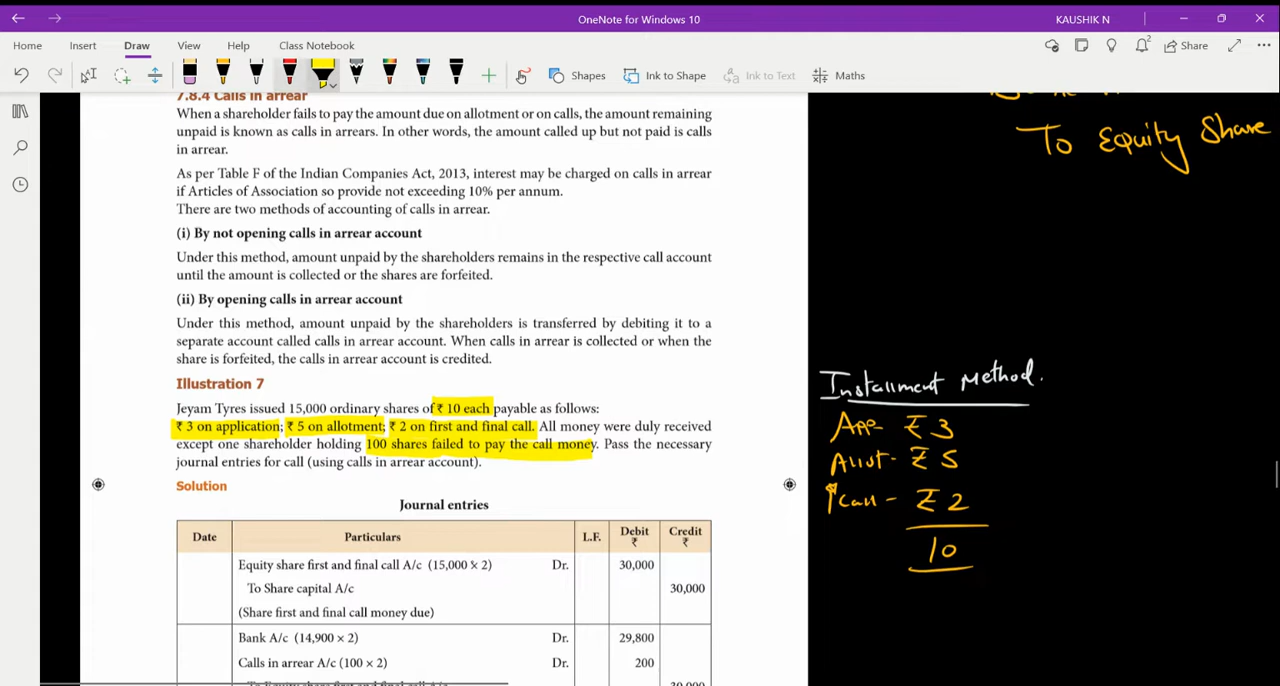 OneNote for Windows 10
KAUSHIK N
Home Insert Draw View Help Class Notebook
2 Share
Shapes Ink to Shape Ink to Text Maths
7.8.4 Calls in arrear
When a shareholder fails to pay the amount due on allotment or on calls, the amount remaining
unpaid is known as calls in arrears. In other words, the amount called up but not paid is calls
in arrear.
As per Table F of the Indian Companies Act, 2013, interest may be charged on calls in arrear
if Articles of Association so provide not exceeding 10% per annum.
There are two methods of accounting of calls in arrear.
(i) By not opening calls in arrear account
Under this method, amount unpaid by the shareholders remains in the respective call account
until the amount is collected or the shares are forfeited.
(ii) By opening calls in arrear account
Under this method, amount unpaid by the shareholders is transferred by debiting it to a
separate account called calls in arrear account. When calls in arrear is collected or when the
share is forfeited, the calls in arrear account is credited.
Illustration 7
Jeyam Tyres issued 15,000 ordinary shares of ₹ 10 each payable as follows:
₹ 3 on application; ₹ 5 on allotment; ₹ 2 on first and final call. All money were duly received
except one shareholder holding 100 shares failed to pay the call money. Pass the necessary
journal entries for call (using calls in arrear account).
Solution
Journal entries
Date Particulars L.F. Debit ₹ Credit ₹
Equity share first and final call A/c (15,000 × 2) Dr. 30,000
To Share capital A/c 30,000
(Share first and final call money due)
Bank A/c (14,900 × 2) Dr. 29,800
Calls in arrear A/c (100 × 2) Dr. 200
To Equity share first and final call A/c 30,000
To Equity Share
Installment Method.
App- ₹ 3
Allot- ₹ 5
Call - ₹ 2
10